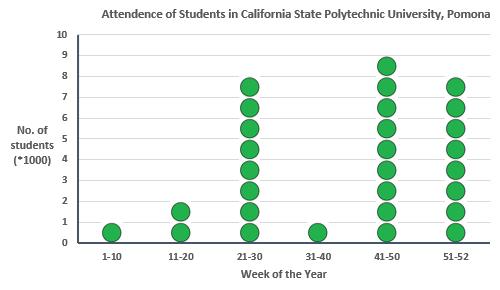 Attendence of Students in California State Polytechnic University, Pomona
10
9
8
7
6
5
4
3
2
1
0
No. of
students
(*1000)
1-10 11-20 21-30 31-40 41-50 51-52
Week of the Year